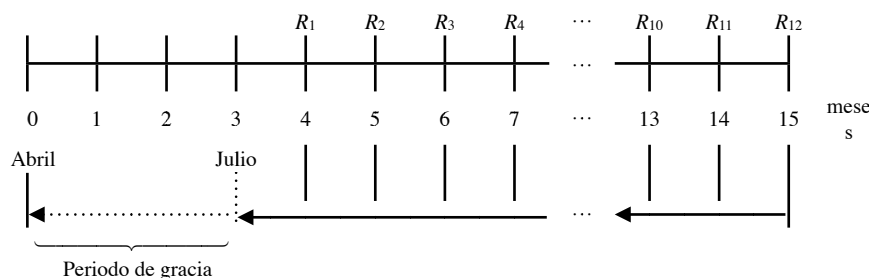 R1 R2 R3 R4 ··· R10 R11 R12
···
0 1 2 3 4 5 6 7 ··· 13 14 15 mese
s
Abril Julio
···
Periodo de gracia